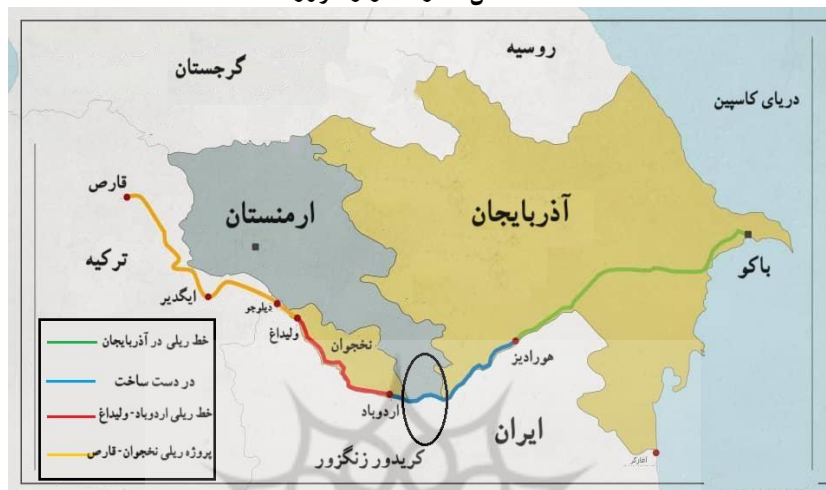 روسیه
گرجستان
دریای کاسپین
قارص
ارمنستان
آذربایجان
ترکیه
باکو
ایگدیر
دیلوجو
ولیداغ
نخجوان
هورادیز
اردوباد
ایران
کریدور زنگزور
خط ریلی در آذربایجان
در دست ساخت
خط ریلی اردوباد-ولیداغ
پروژه ریلی نخجوان-قارص